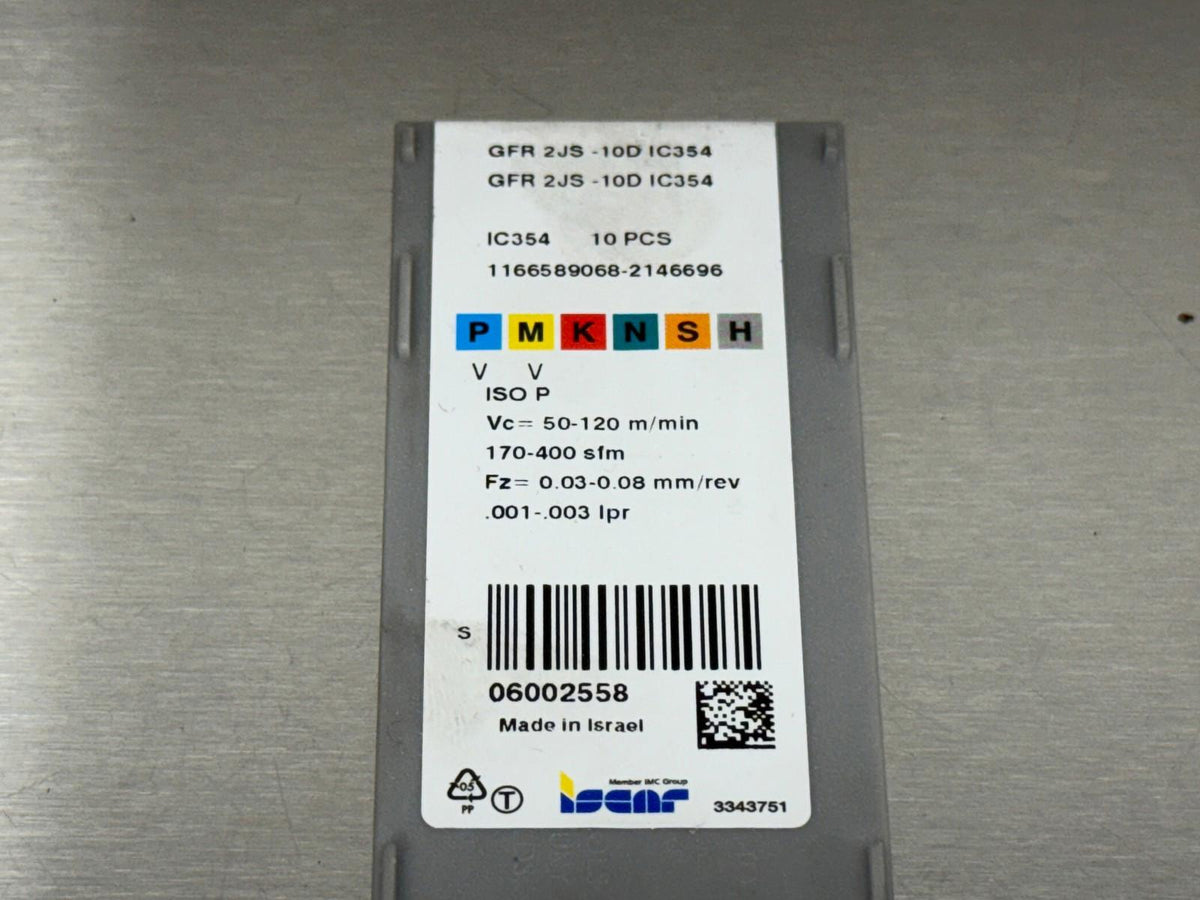 GFR 2JS -10D IC354
GFR 2JS -10D IC354
IC354 10 PCS
1166589068-2146696
P M K N S H
V V
ISO P
Vc= 50-120 m/min
170-400 sfm
Fz= 0.03-0.08 mm/rev
.001-.003 Ipr
S
06002558
Made in Israel
05
PP
T
Member IMC Group
iscar
3343751